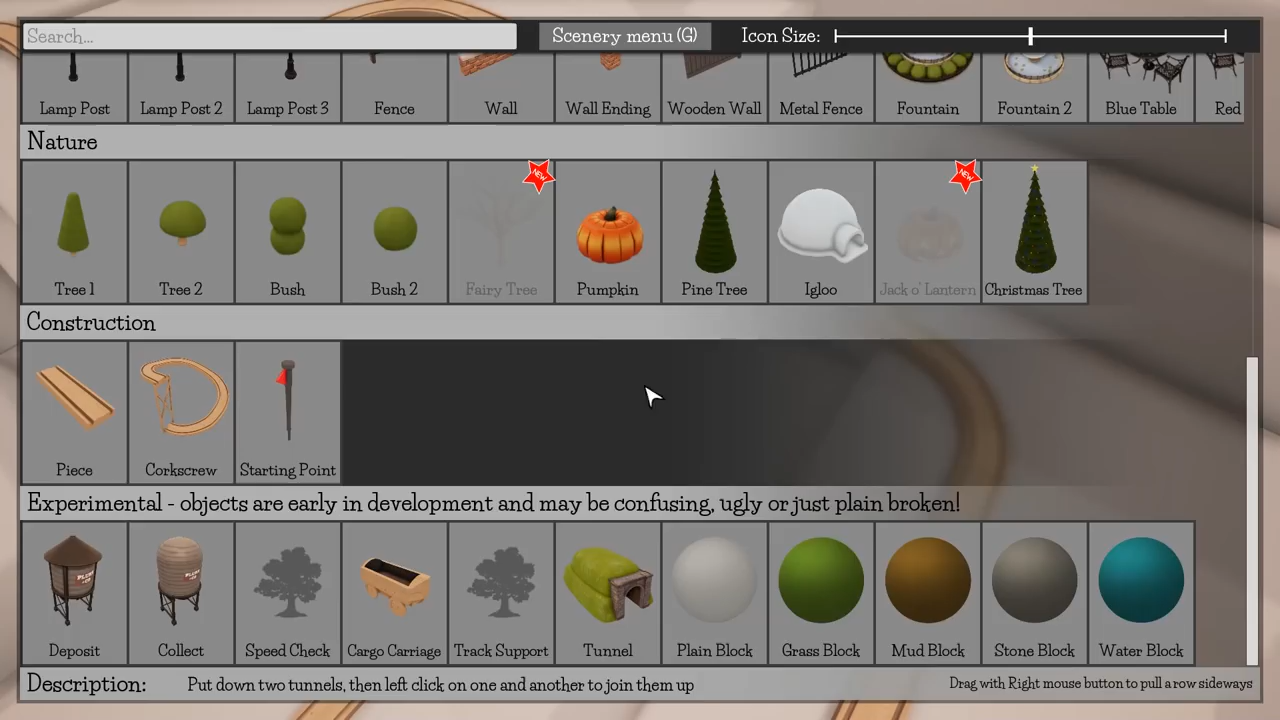 Search...
Scenery menu (G)
Icon Size:
Lamp Post
Lamp Post 2
Lamp Post 3
Fence
Wall
Wall Ending
Wooden Wall
Metal Fence
Fountain
Fountain 2
Blue Table
Red
Nature
NEW
NEW
Tree 1
Tree 2
Bush
Bush 2
Fairy Tree
Pumpkin
Pine Tree
Igloo
Jack o' Lantern
Christmas Tree
Construction
Piece
Corkscrew
Starting Point
Experimental - objects are early in development and may be confusing, ugly or just plain broken!
Deposit
Collect
Speed Check
Cargo Carriage
Track Support
Tunnel
Plain Block
Grass Block
Mud Block
Stone Block
Water Block
Description:
Put down two tunnels, then left click on one and another to join them up
Drag with Right mouse button to pull a row sideways